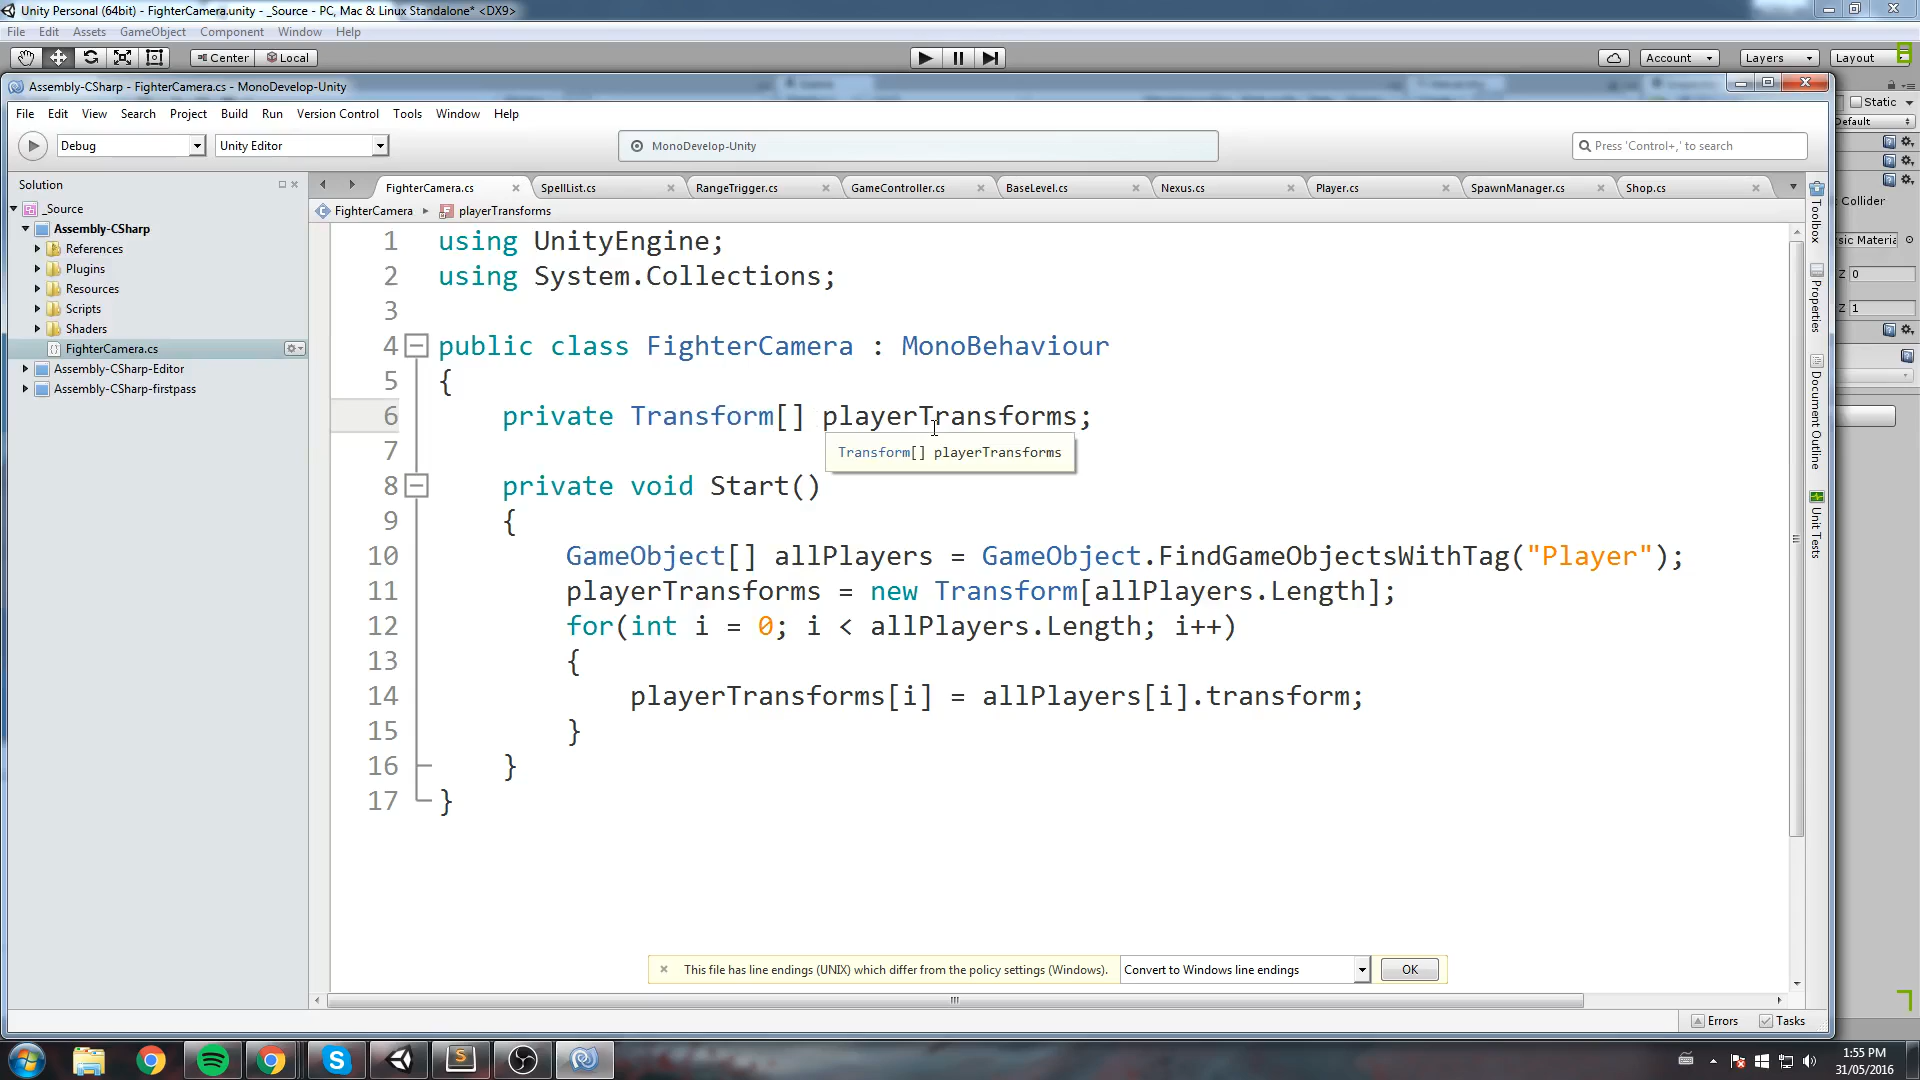 Unity Personal (64bit) - FighterCamera.unity - _Source - PC, Mac & Linux Standalone* <DX9>
File Edit Assets GameObject Component Window Help
Center Local Account Layers Layout
Assembly-CSharp - FighterCamera.cs - MonoDevelop-Unity
Static
File Edit View Search Project Build Run Version Control Tools Window Help
Default
Debug Unity Editor MonoDevelop-Unity Press 'Control+,' to search
Solution
FighterCamera.cs SpellList.cs RangeTrigger.cs GameController.cs BaseLevel.cs Nexus.cs Player.cs SpawnManager.cs Shop.cs
Collider
_Source
FighterCamera playerTransforms
Assembly-CSharp
References
Plugins
Resources
Scripts
Shaders
FighterCamera.cs
Assembly-CSharp-Editor
Assembly-CSharp-firstpass
1 using UnityEngine;
2 using System.Collections;
3
4 public class FighterCamera : MonoBehaviour
5 {
6 private Transform[] playerTransforms;
Transform[] playerTransforms
7
8 private void Start()
9 {
10 GameObject[] allPlayers = GameObject.FindGameObjectsWithTag("Player");
11 playerTransforms = new Transform[allPlayers.Length];
12 for(int i = 0; i < allPlayers.Length; i++)
13 {
14 playerTransforms[i] = allPlayers[i].transform;
15 }
16 }
17 }
Toolbox
Properties
Document Outline
Unit Tests
sic Materia
Z 0
Z 1
This file has line endings (UNIX) which differ from the policy settings (Windows). Convert to Windows line endings OK
Errors Tasks
1:55 PM
31/05/2016